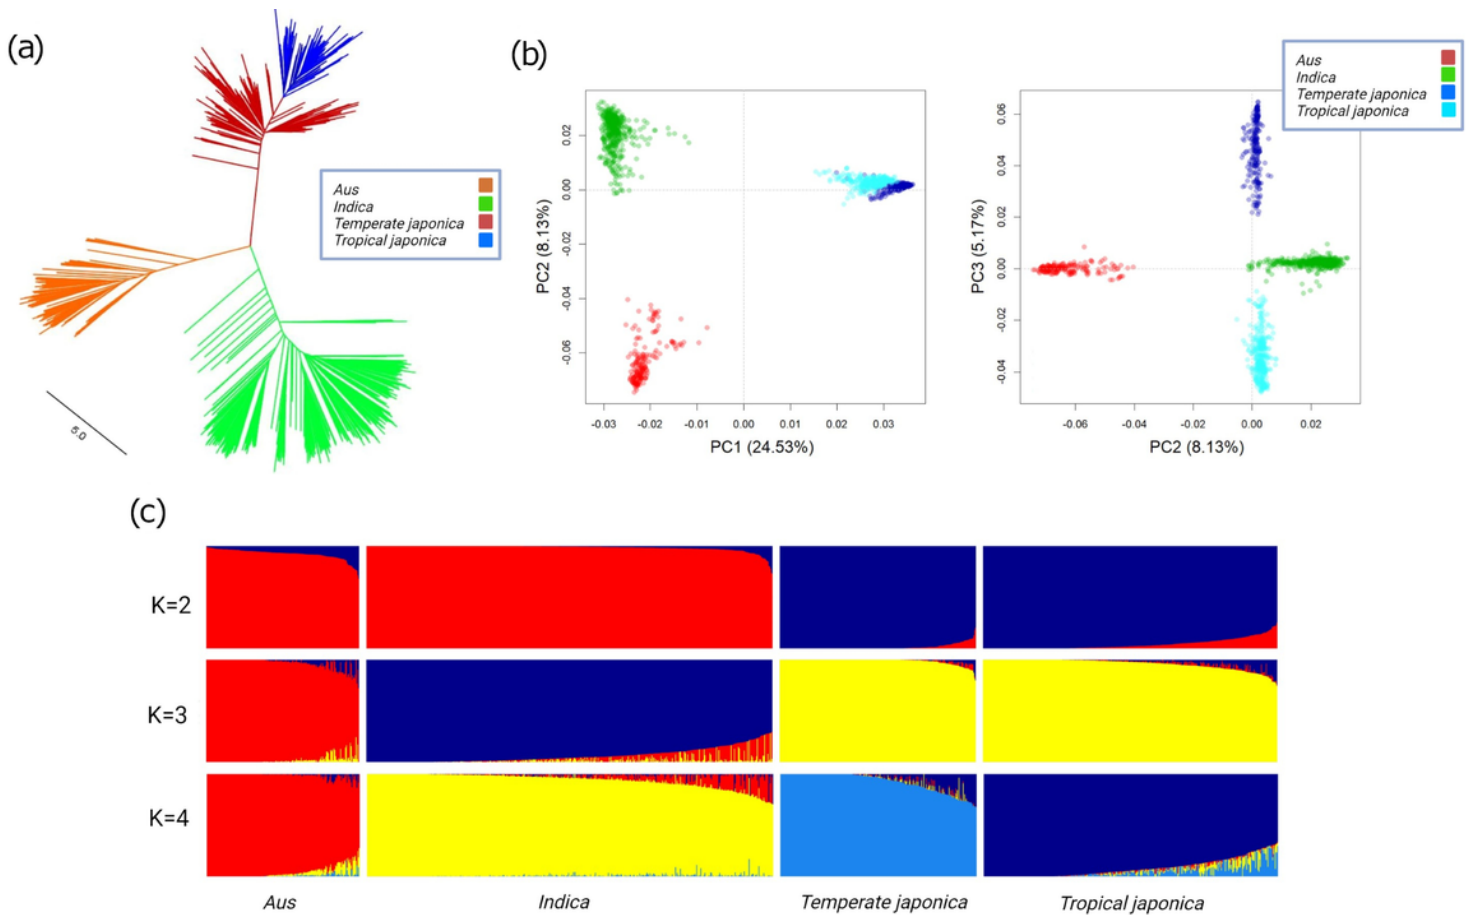 (a)
Aus
Indica
Temperate japonica
Tropical japonica
5.0
(b)
PC2 (8.13%)
0.02
0.00
-0.02
-0.04
-0.06
-0.03
-0.02
-0.01
0.00
0.01
0.02
0.03
PC1 (24.53%)
Aus
Indica
Temperate japonica
Tropical japonica
PC3 (5.17%)
0.06
0.04
0.02
0.00
-0.02
-0.04
-0.06
-0.04
-0.02
0.00
0.02
PC2 (8.13%)
(c)
K=2
K=3
K=4
Aus
Indica
Temperate japonica
Tropical japonica